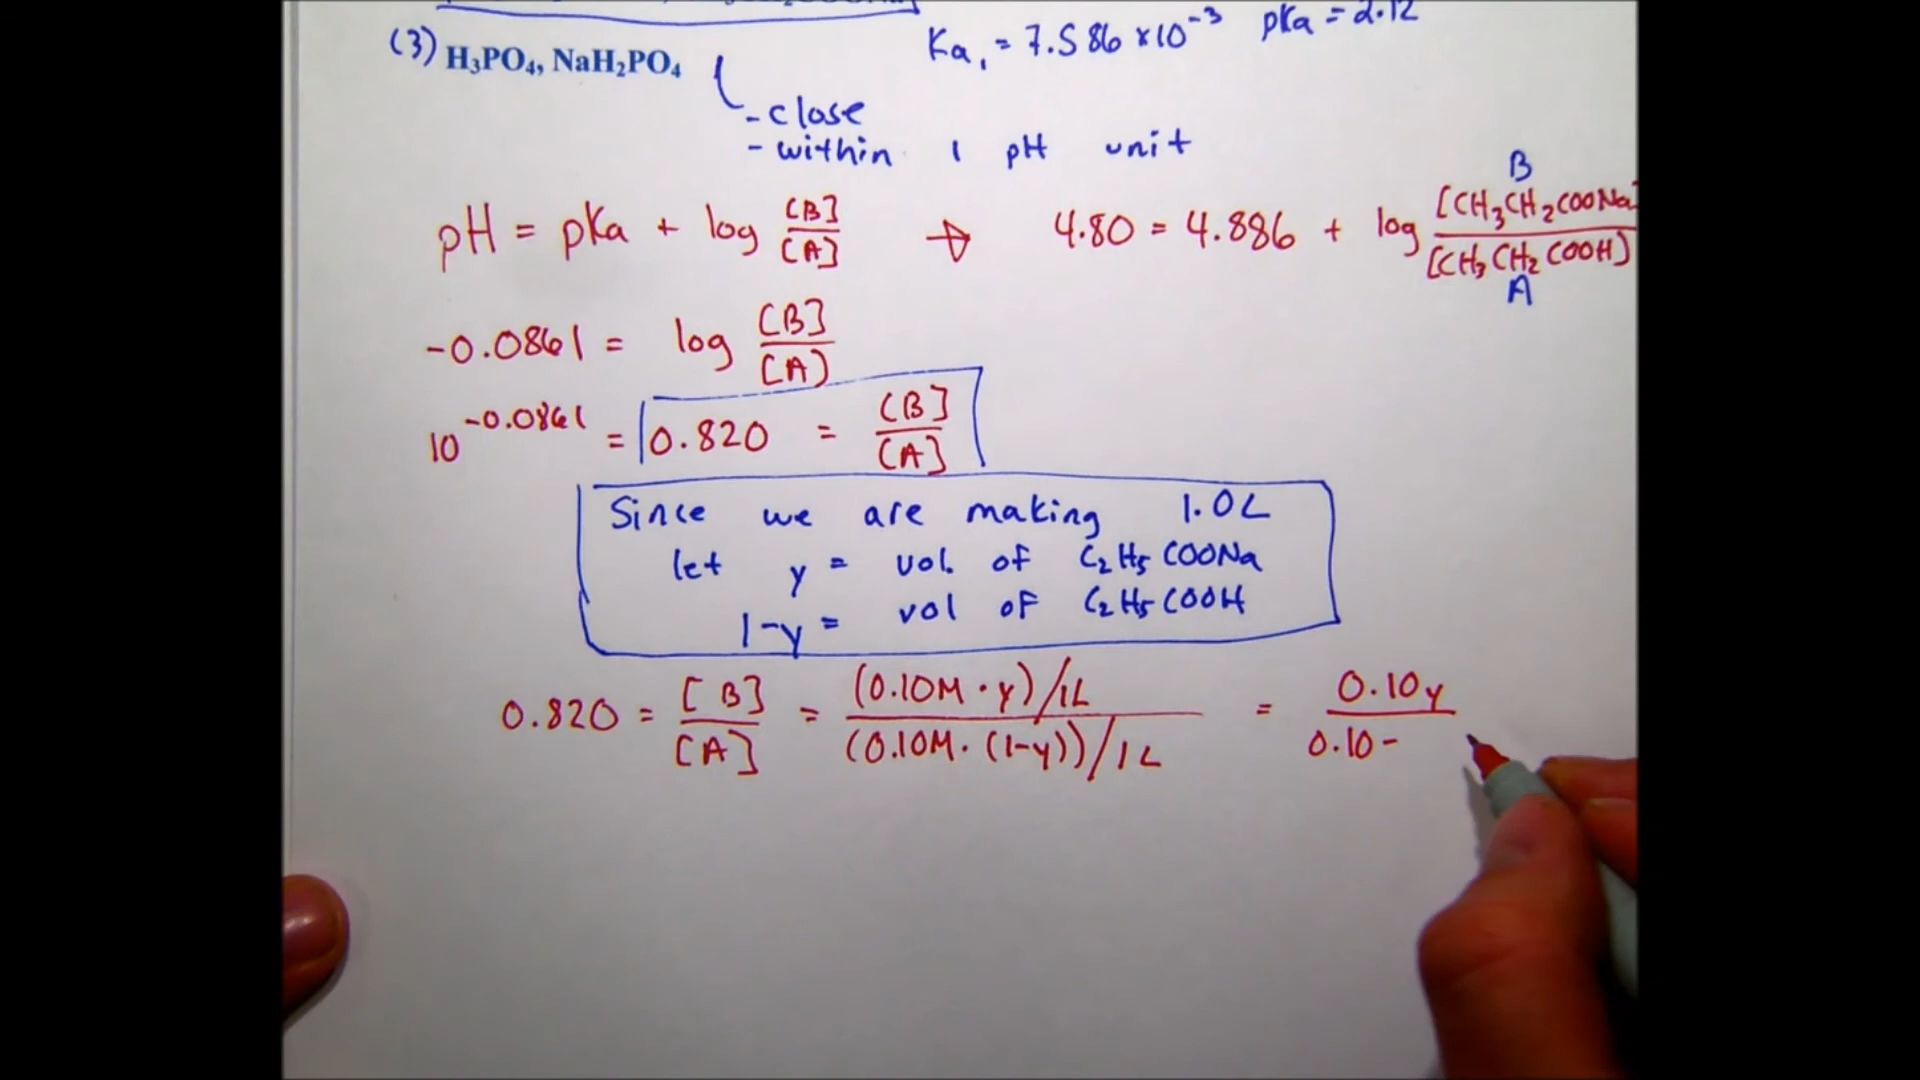 (3) H₃PO₄, NaH₂PO₄
Ka₁ = 7.586 × 10⁻³ pKa = 2.12
- close
- within 1 pH unit
pH = pKa + log [B]/[A] → 4.80 = 4.886 + log [CH₃CH₂COONa]/[CH₃CH₂COOH]
B
A
-0.0861 = log [B]/[A]
10^-0.0861 = 0.820 = [B]/[A]
Since we are making 1.0L
let y = vol. of C₂H₅COONa
1-y = vol of C₂H₅COOH
0.820 = [B]/[A] = (0.10M · y)/1L / (0.10M · (1-y))/1L = 0.10y / 0.10 -